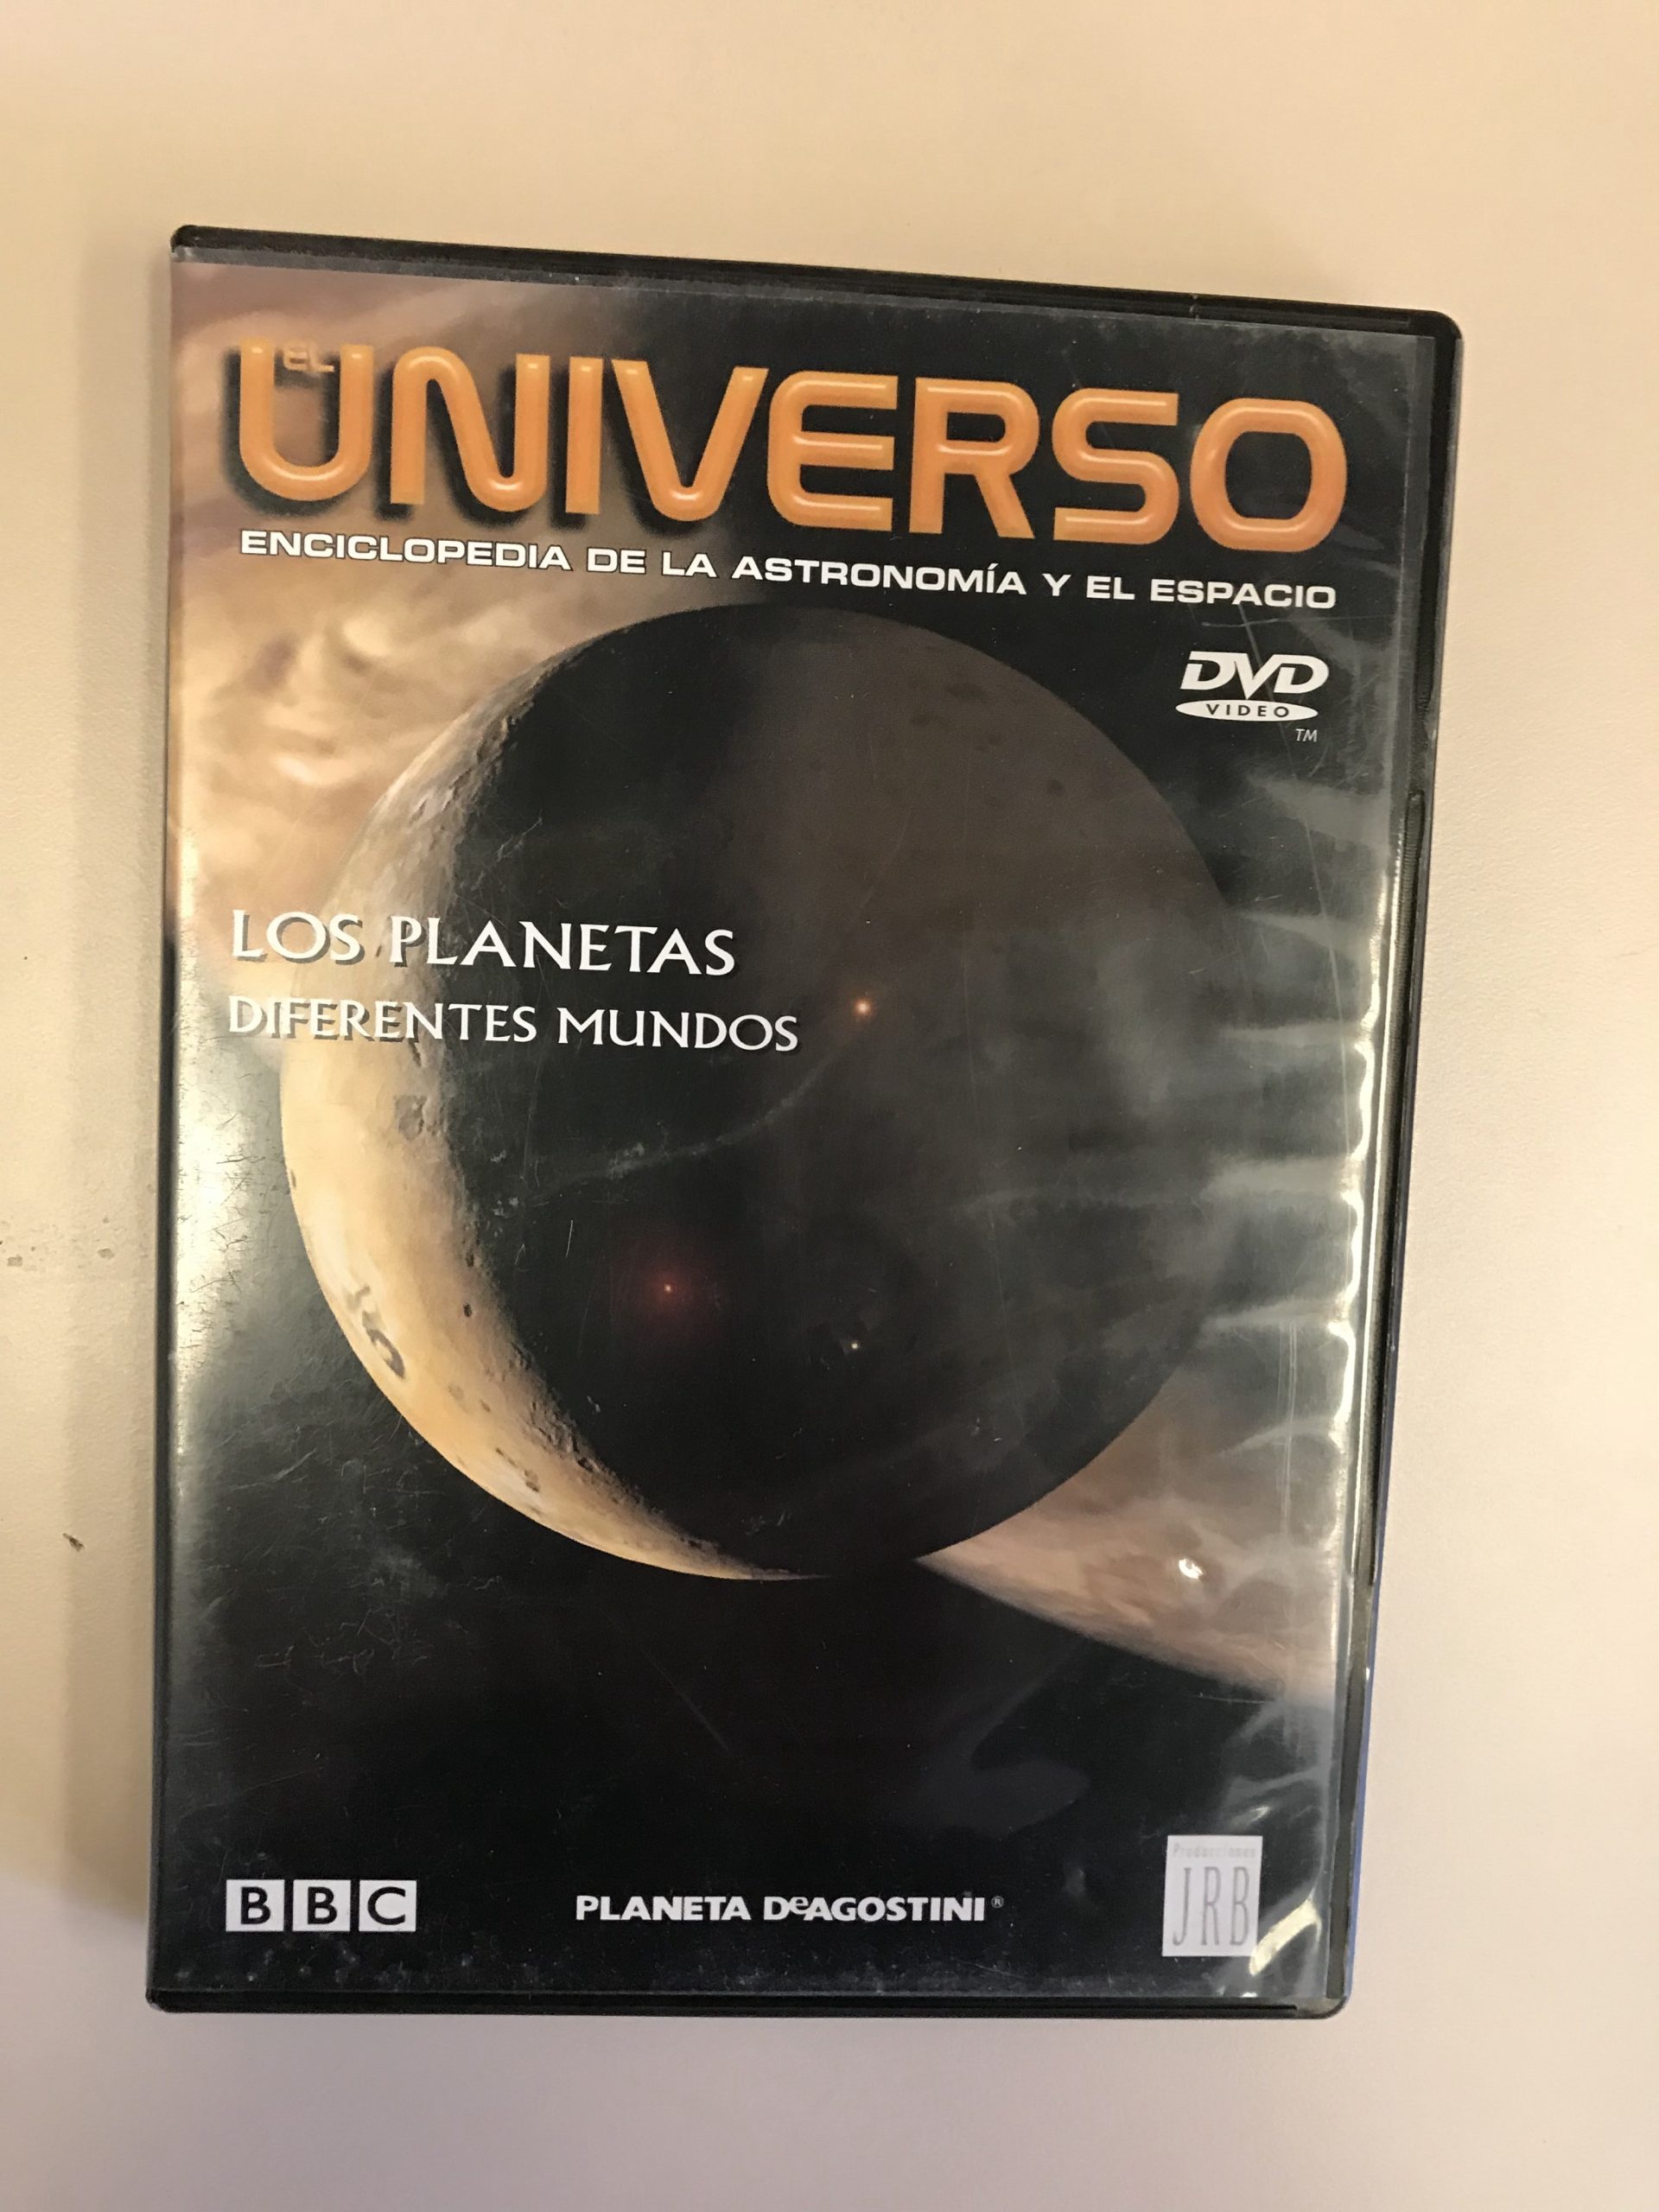 EL
UNIVERSO
ENCICLOPEDIA DE LA ASTRONOMÍA Y EL ESPACIO
DVD
VIDEO
TM
LOS PLANETAS
DIFERENTES MUNDOS
BBC
PLANETA DeAGOSTINI®
Producciones
JRB